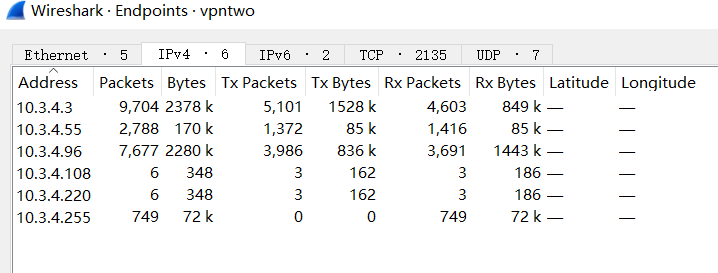 Wireshark · Endpoints · vpntwo
Ethernet · 5 IPv4 · 6 IPv6 · 2 TCP · 2135 UDP · 7
Address Packets Bytes Tx Packets Tx Bytes Rx Packets Rx Bytes Latitude Longitude
10.3.4.3 9,704 2378 k 5,101 1528 k 4,603 849 k — —
10.3.4.55 2,788 170 k 1,372 85 k 1,416 85 k — —
10.3.4.96 7,677 2280 k 3,986 836 k 3,691 1443 k — —
10.3.4.108 6 348 3 162 3 186 — —
10.3.4.220 6 348 3 162 3 186 — —
10.3.4.255 749 72 k 0 0 749 72 k — —